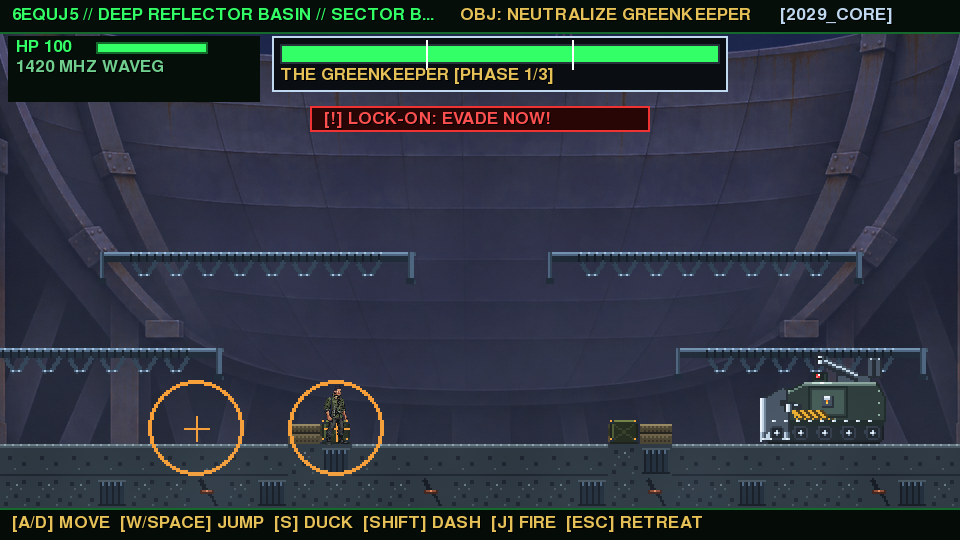 6EQUJ5 // DEEP REFLECTOR BASIN // SECTOR B... OBJ: NEUTRALIZE GREENKEEPER [2029_CORE]
HP 100
1420 MHZ WAVEG
THE GREENKEEPER [PHASE 1/3]
[!] LOCK-ON: EVADE NOW!
[A/D] MOVE [W/SPACE] JUMP [S] DUCK [SHIFT] DASH [J] FIRE [ESC] RETREAT